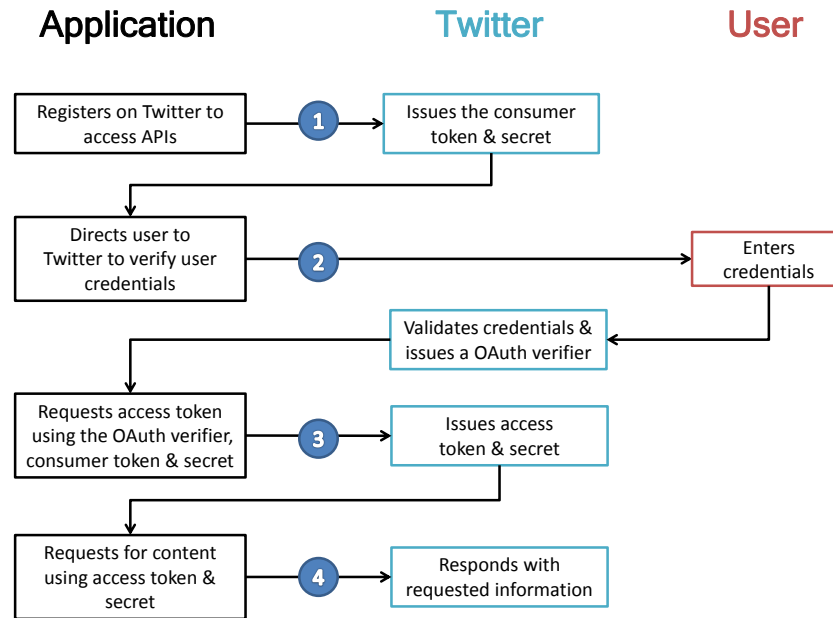 Application
Twitter
User
Registers on Twitter to
access APIs
1
Issues the consumer
token & secret
Directs user to
Twitter to verify user
credentials
2
Enters
credentials
Validates credentials &
issues a OAuth verifier
Requests access token
using the OAuth verifier,
consumer token & secret
3
Issues access
token & secret
Requests for content
using access token &
secret
4
Responds with
requested information